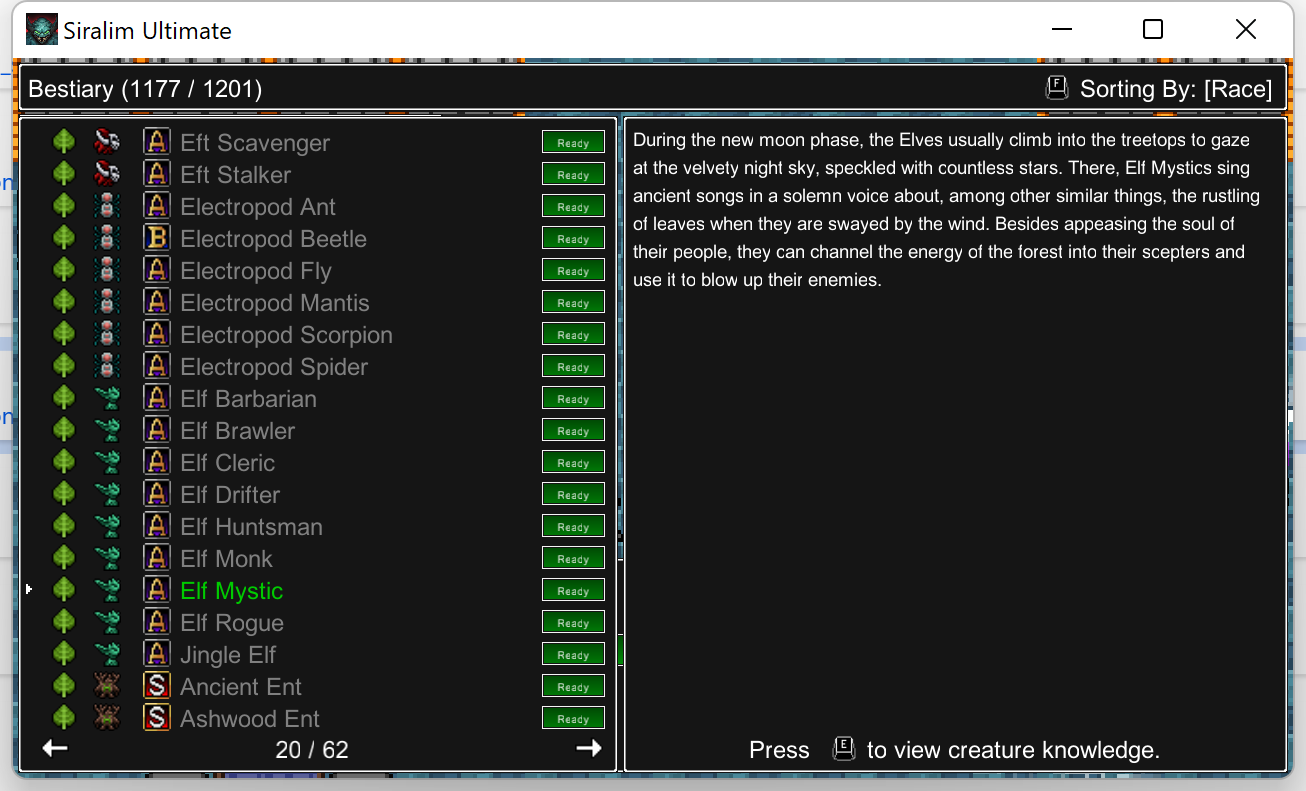 Siralim Ultimate
Bestiary (1177 / 1201)
F Sorting By: [Race]
A Eft Scavenger Ready
A Eft Stalker Ready
A Electropod Ant Ready
B Electropod Beetle Ready
A Electropod Fly Ready
A Electropod Mantis Ready
A Electropod Scorpion Ready
A Electropod Spider Ready
A Elf Barbarian Ready
A Elf Brawler Ready
A Elf Cleric Ready
A Elf Drifter Ready
A Elf Huntsman Ready
A Elf Monk Ready
A Elf Mystic Ready
A Elf Rogue Ready
A Jingle Elf Ready
S Ancient Ent Ready
S Ashwood Ent Ready
20 / 62
During the new moon phase, the Elves usually climb into the treetops to gaze
at the velvety night sky, speckled with countless stars. There, Elf Mystics sing
ancient songs in a solemn voice about, among other similar things, the rustling
of leaves when they are swayed by the wind. Besides appeasing the soul of
their people, they can channel the energy of the forest into their scepters and
use it to blow up their enemies.
Press E to view creature knowledge.